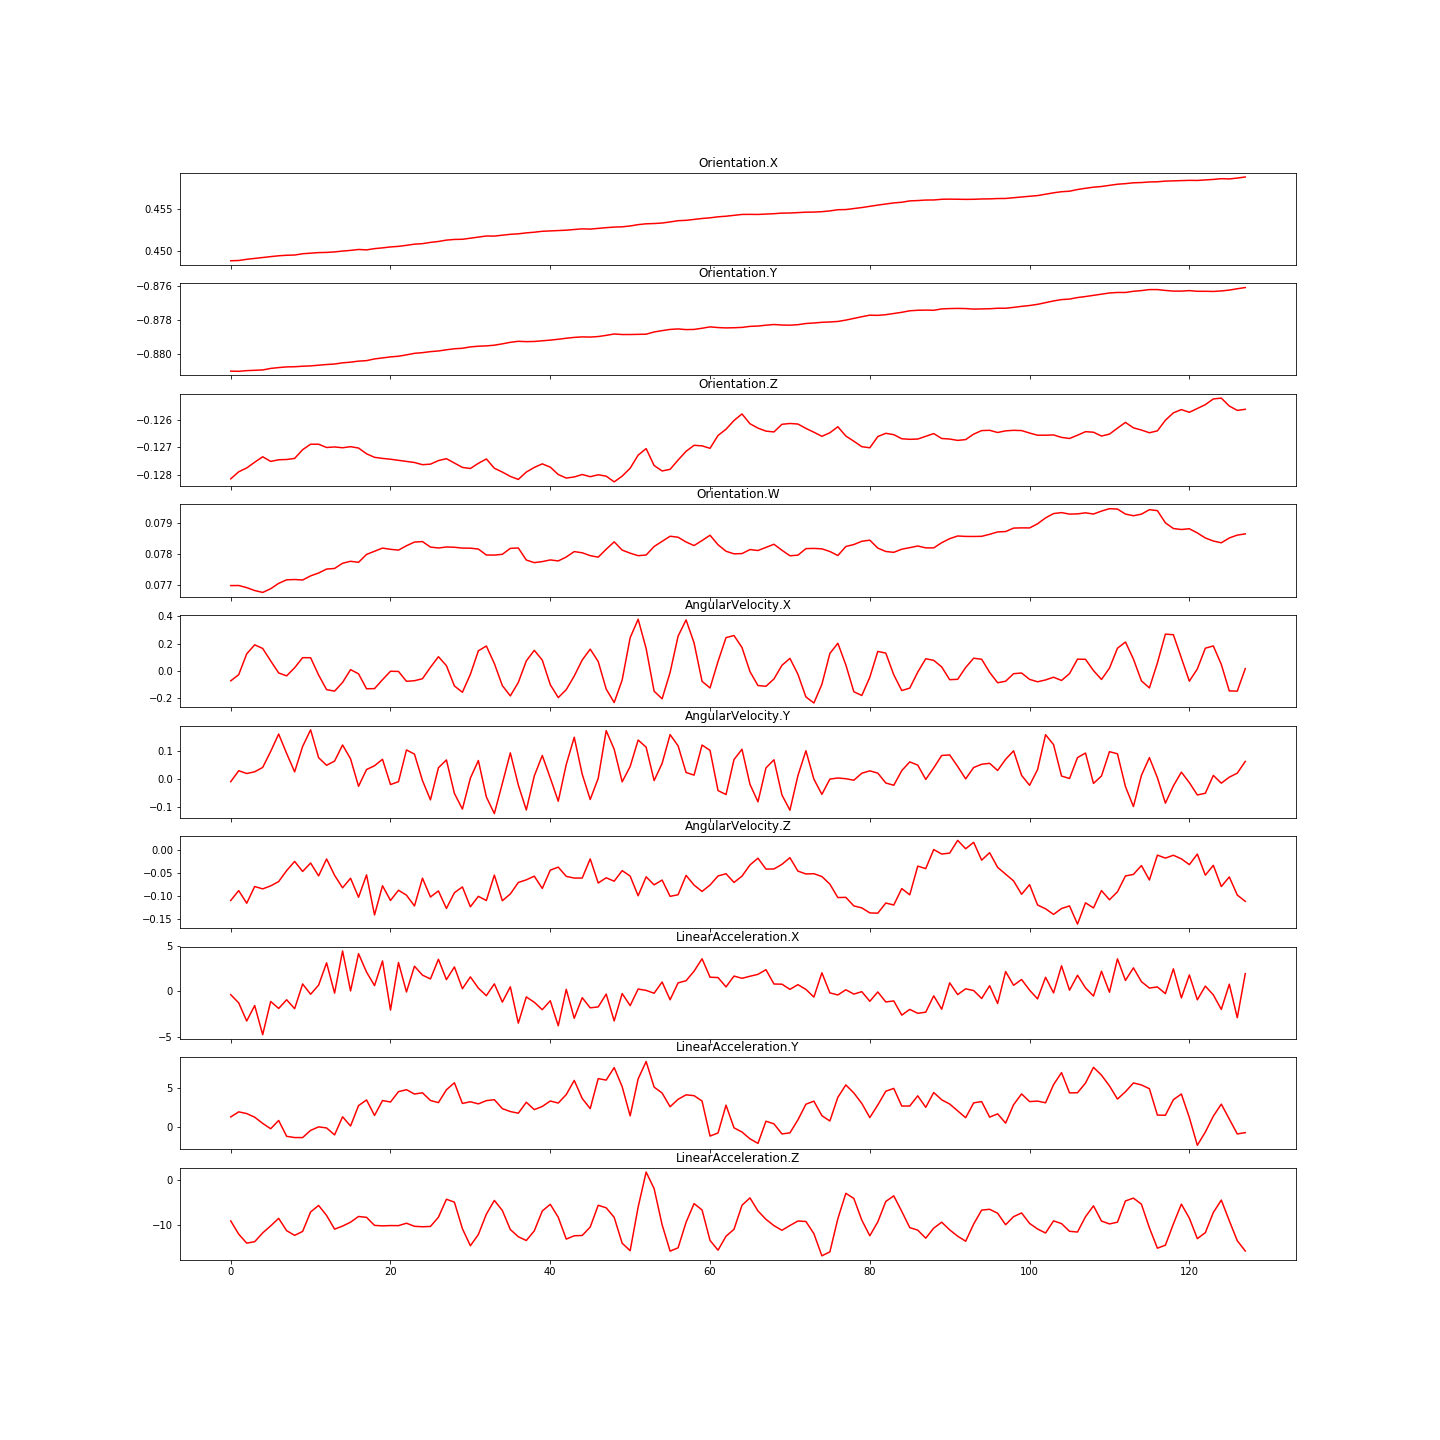 Orientation.X
0.455
0.450
Orientation.Y
−0.876
−0.878
−0.880
Orientation.Z
−0.126
−0.127
−0.128
Orientation.W
0.079
0.078
0.077
AngularVelocity.X
0.4
0.2
0.0
−0.2
AngularVelocity.Y
0.1
0.0
−0.1
AngularVelocity.Z
0.00
−0.05
−0.10
−0.15
LinearAcceleration.X
5
0
−5
LinearAcceleration.Y
5
0
LinearAcceleration.Z
0
−10
0 20 40 60 80 100 120